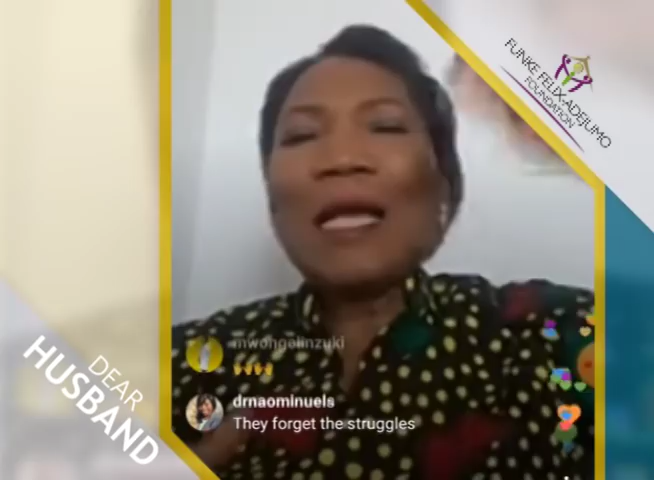 FUNKE FELIX-ADEJUMO
FOUNDATION
mwongelinzuki
drnaominuels
They forget the struggles
DEAR
HUSBAND